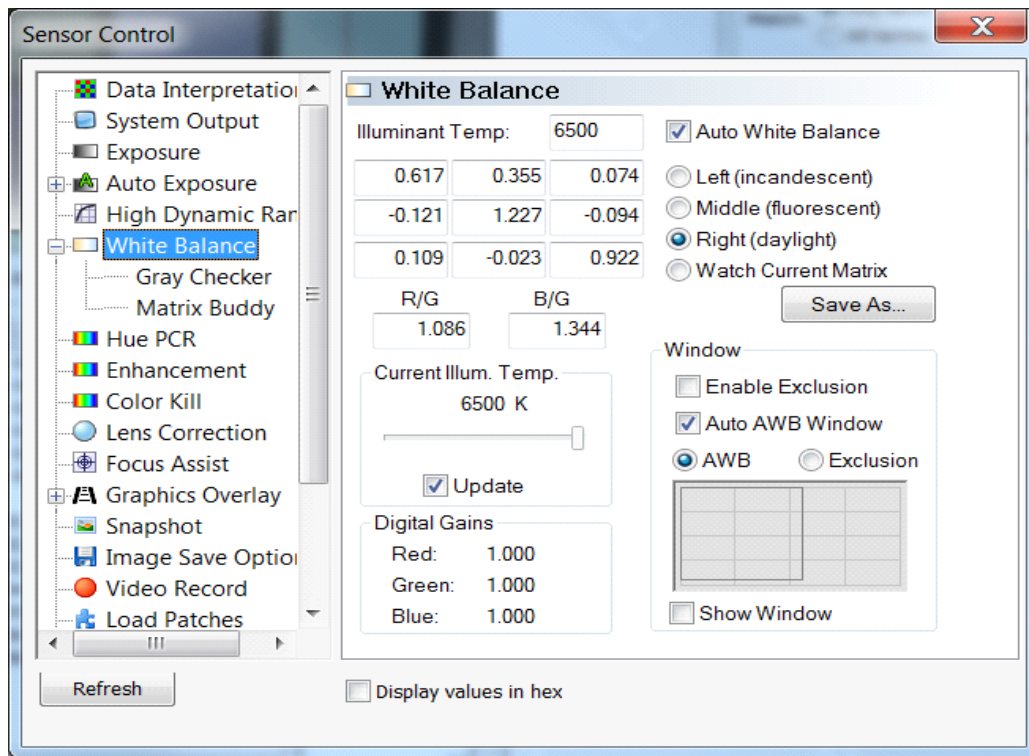 Sensor Control
Data Interpretation
System Output
Exposure
Auto Exposure
High Dynamic Ran
White Balance
Gray Checker
Matrix Buddy
Hue PCR
Enhancement
Color Kill
Lens Correction
Focus Assist
Graphics Overlay
Snapshot
Image Save Option
Video Record
Load Patches
Refresh
White Balance
Illuminant Temp: 6500
0.617 0.355 0.074
-0.121 1.227 -0.094
0.109 -0.023 0.922
R/G B/G
1.086 1.344
Current Illum. Temp.
6500 K
Update
Digital Gains
Red: 1.000
Green: 1.000
Blue: 1.000
Auto White Balance
Left (incandescent)
Middle (fluorescent)
Right (daylight)
Watch Current Matrix
Save As...
Window
Enable Exclusion
Auto AWB Window
AWB Exclusion
Show Window
Display values in hex